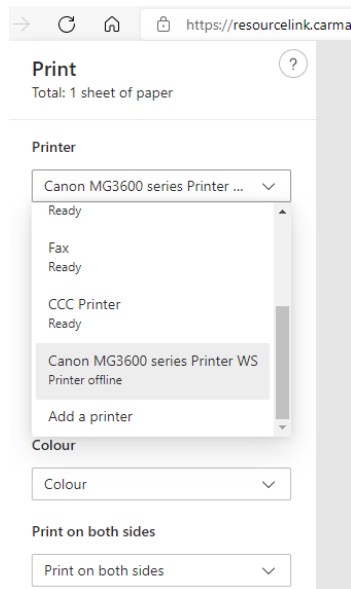 https://resourcelink.carma
Print
?
Total: 1 sheet of paper
Printer
Canon MG3600 series Printer ...
Ready
Fax
Ready
CCC Printer
Ready
Canon MG3600 series Printer WS
Printer offline
Add a printer
Colour
Colour
Print on both sides
Print on both sides